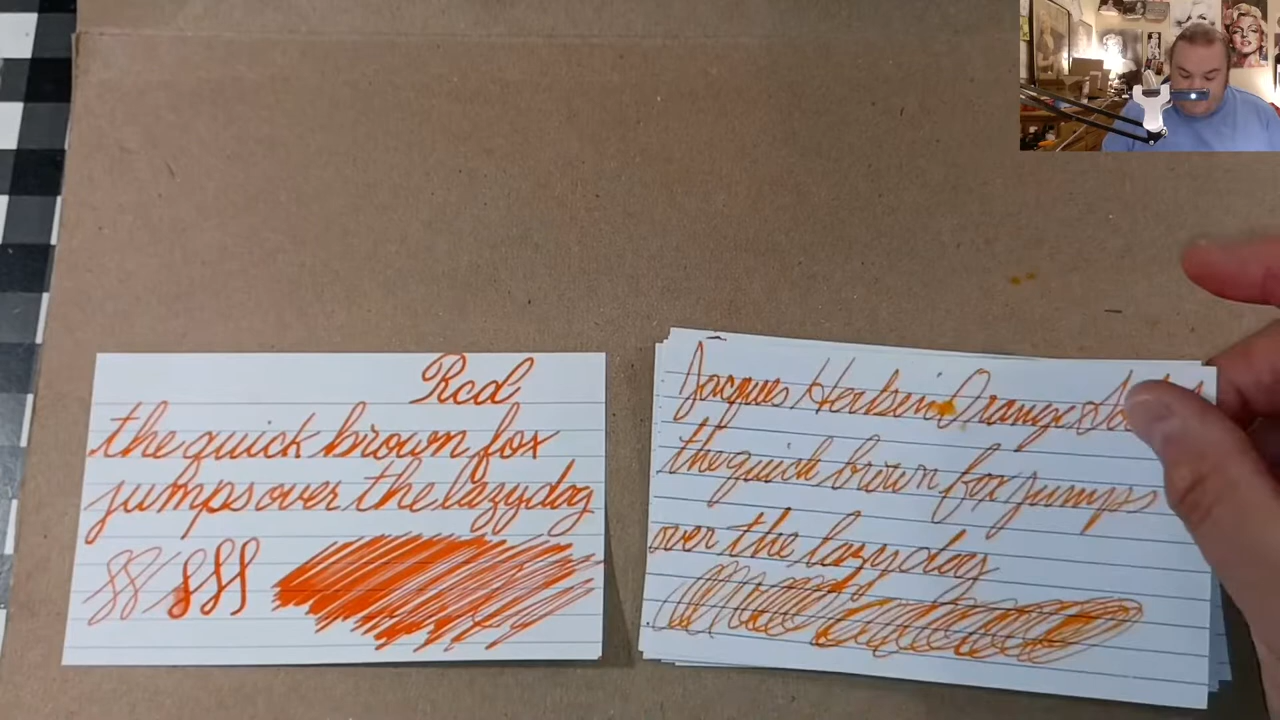 Red
the quick brown fox
jumps over the lazy dog
Jacques Herbin Orange
the quick brown fox jumps
over the lazy dog